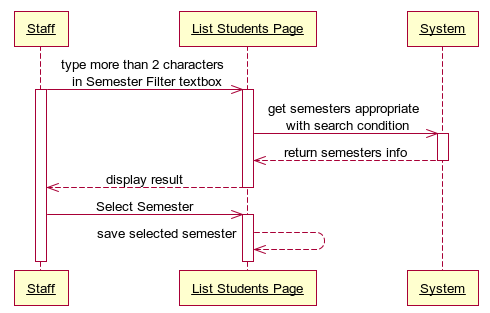 Staff
List Students Page
System
type more than 2 characters
in Semester Filter textbox
get semesters appropriate
with search condition
return semesters info
display result
Select Semester
save selected semester
Staff
List Students Page
System